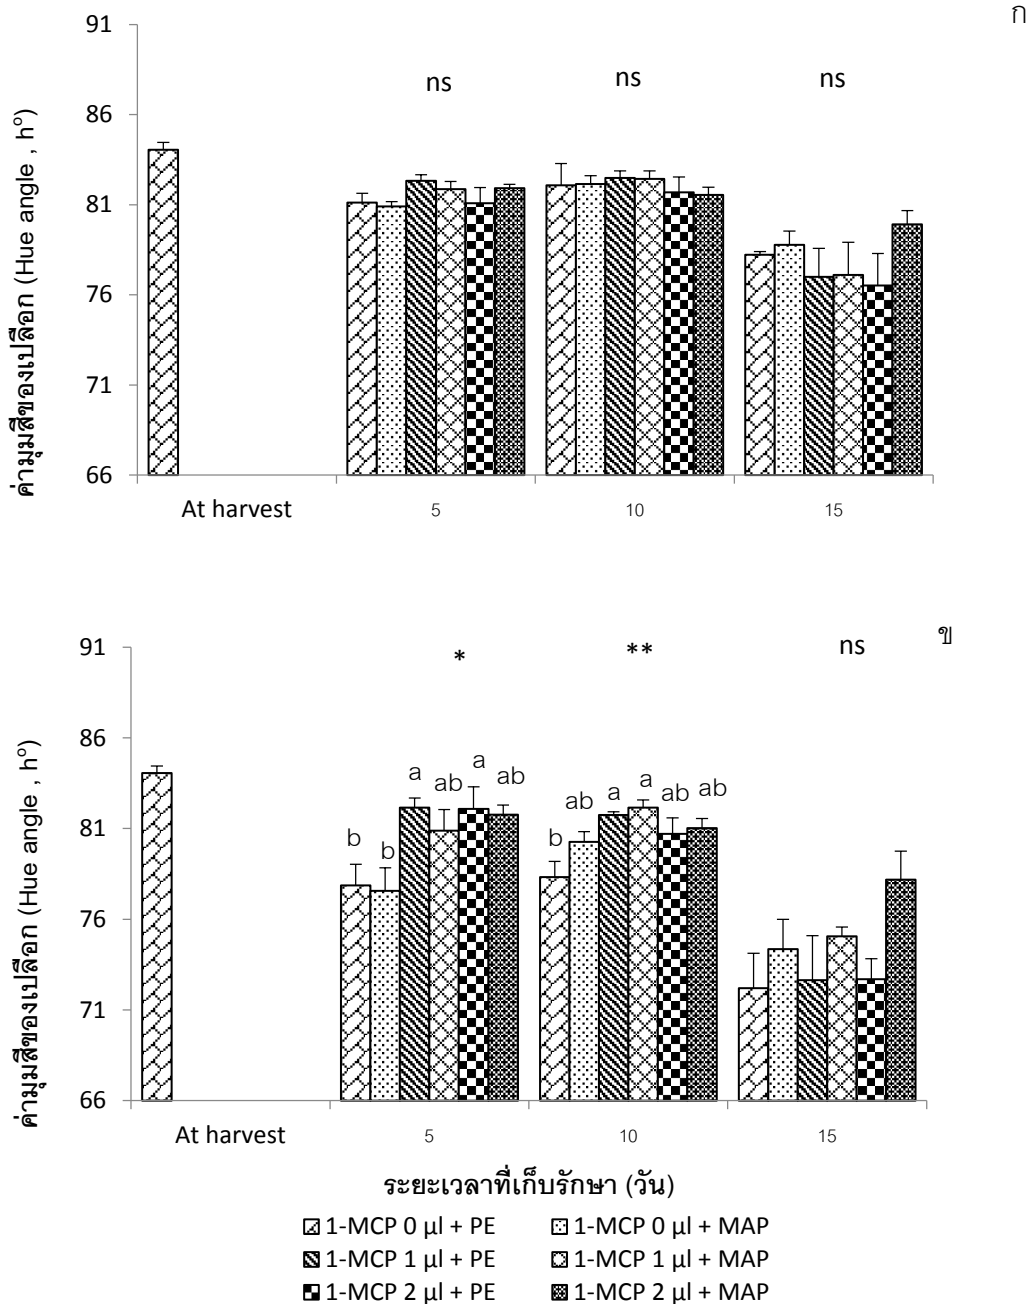 ก
91
86
81
76
71
66
ค่ามุมสีของเปลือก (Hue angle , hº)
ns ns ns
At harvest 5 10 15
ข
91
86
81
76
71
66
ค่ามุมสีของเปลือก (Hue angle , hº)
* ** ns
b b a ab a ab
b ab a a ab ab
At harvest 5 10 15
ระยะเวลาที่เก็บรักษา (วัน)
1-MCP 0 µl + PE 1-MCP 0 µl + MAP
1-MCP 1 µl + PE 1-MCP 1 µl + MAP
1-MCP 2 µl + PE 1-MCP 2 µl + MAP